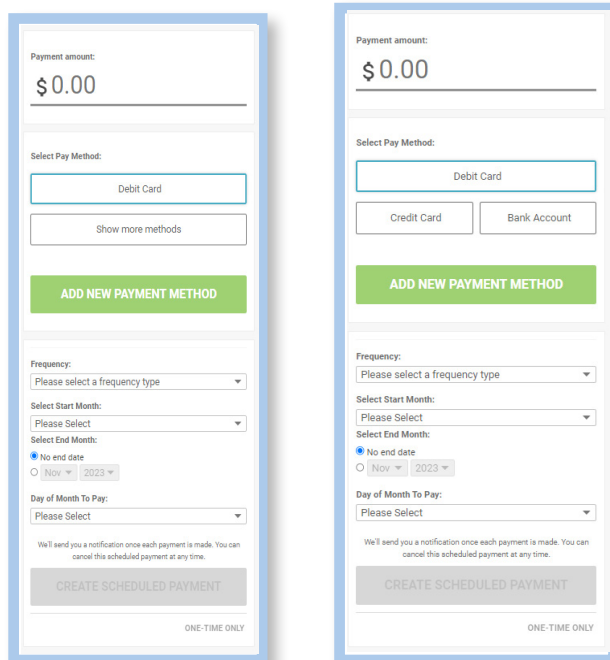 Payment amount:
$0.00
Select Pay Method:
Debit Card
Show more methods
ADD NEW PAYMENT METHOD
Frequency:
Please select a frequency type
Select Start Month:
Please Select
Select End Month:
No end date
Nov 2023
Day of Month To Pay:
Please Select
We'll send you a notification once each payment is made. You can
cancel this scheduled payment at any time.
CREATE SCHEDULED PAYMENT
ONE-TIME ONLY
Payment amount:
$0.00
Select Pay Method:
Debit Card
Credit Card Bank Account
ADD NEW PAYMENT METHOD
Frequency:
Please select a frequency type
Select Start Month:
Please Select
Select End Month:
No end date
Nov 2023
Day of Month To Pay:
Please Select
We'll send you a notification once each payment is made. You can
cancel this scheduled payment at any time.
CREATE SCHEDULED PAYMENT
ONE-TIME ONLY